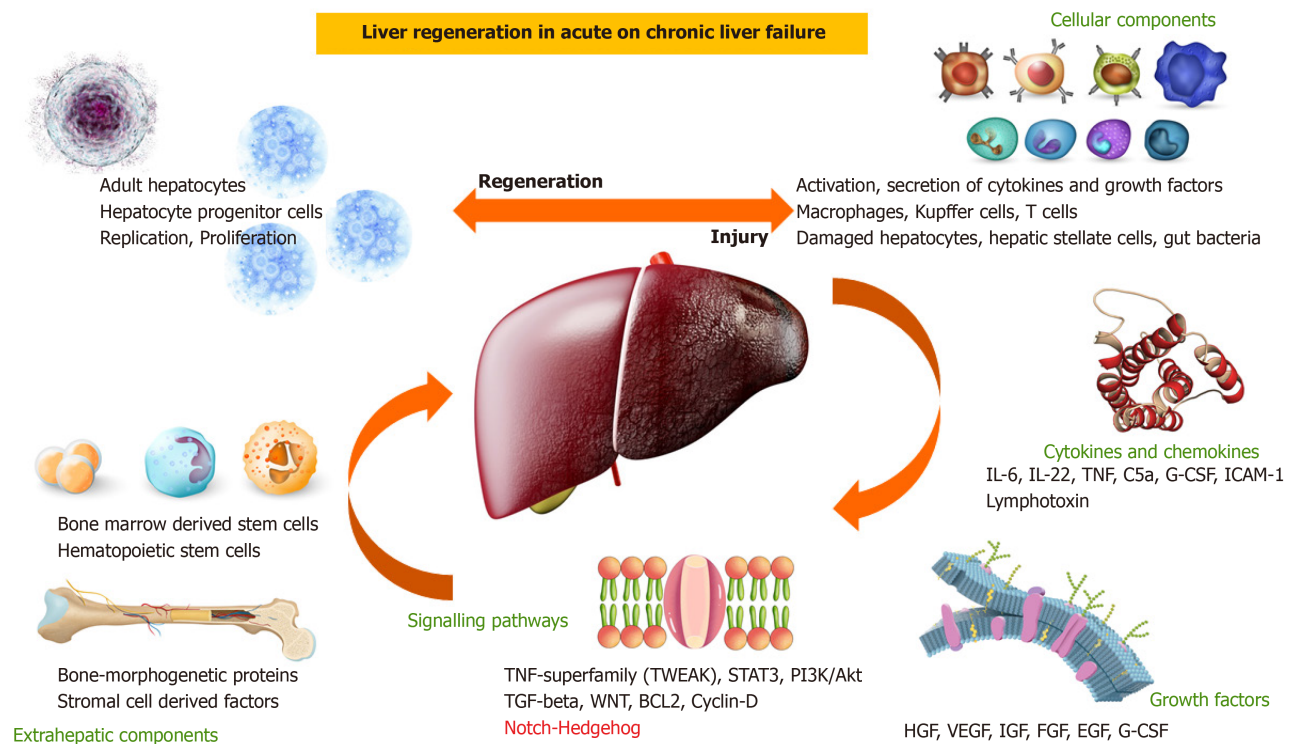 Liver regeneration in acute on chronic liver failure
Cellular components
Adult hepatocytes
Hepatocyte progenitor cells
Replication, Proliferation
Regeneration
Injury
Activation, secretion of cytokines and growth factors
Macrophages, Kupffer cells, T cells
Damaged hepatocytes, hepatic stellate cells, gut bacteria
Cytokines and chemokines
IL-6, IL-22, TNF, C5a, G-CSF, ICAM-1
Lymphotoxin
Bone marrow derived stem cells
Hematopoietic stem cells
Bone-morphogenetic proteins
Stromal cell derived factors
Extrahepatic components
Signalling pathways
TNF-superfamily (TWEAK), STAT3, PI3K/Akt
TGF-beta, WNT, BCL2, Cyclin-D
Notch-Hedgehog
Growth factors
HGF, VEGF, IGF, FGF, EGF, G-CSF